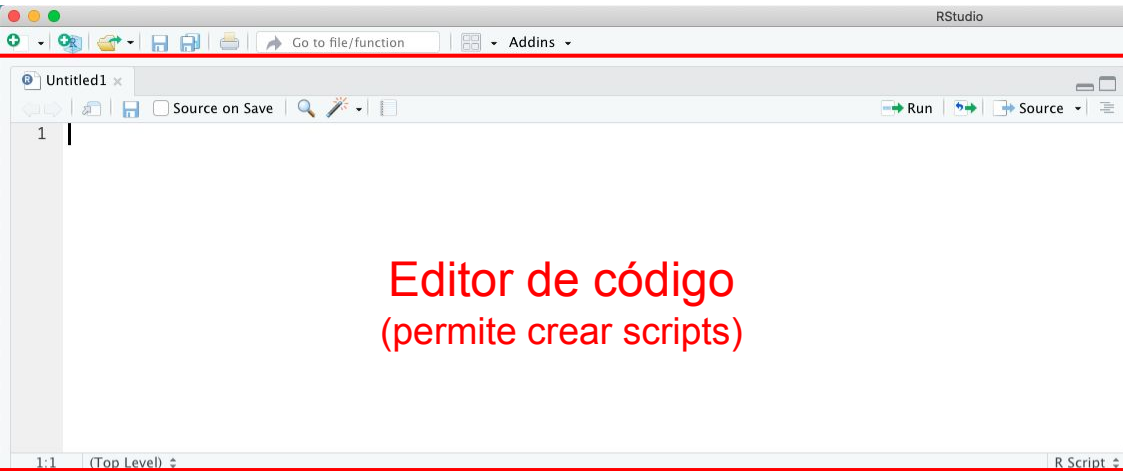 RStudio
Go to file/function Addins
Untitled1
Source on Save Run Source
1
Editor de código
(permite crear scripts)
1:1 (Top Level) R Script